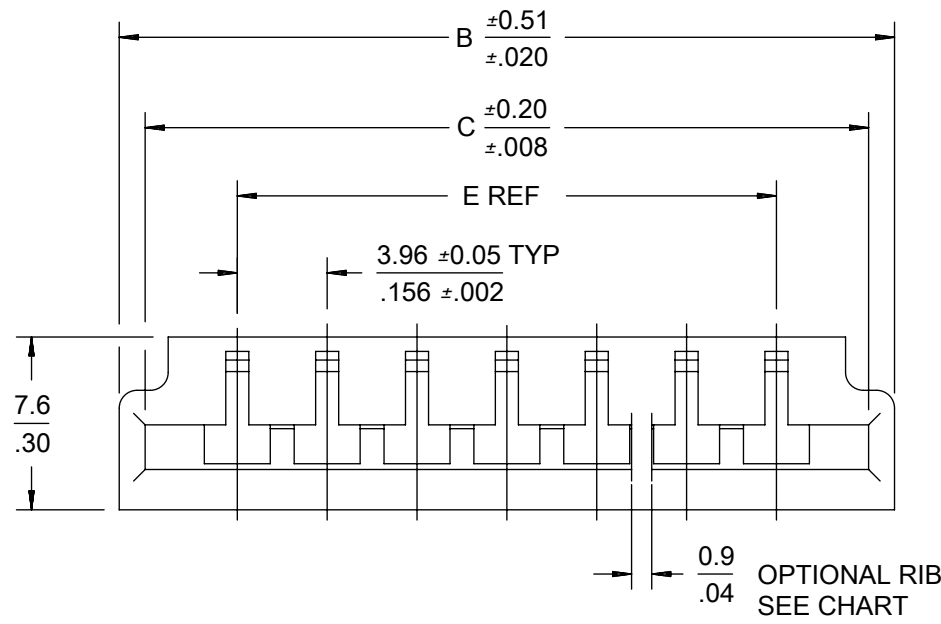 B ±0.51
±.020
C ±0.20
±.008
E REF
3.96 ±0.05 TYP
.156 ±.002
7.6
.30
0.9
.04
OPTIONAL RIB
SEE CHART